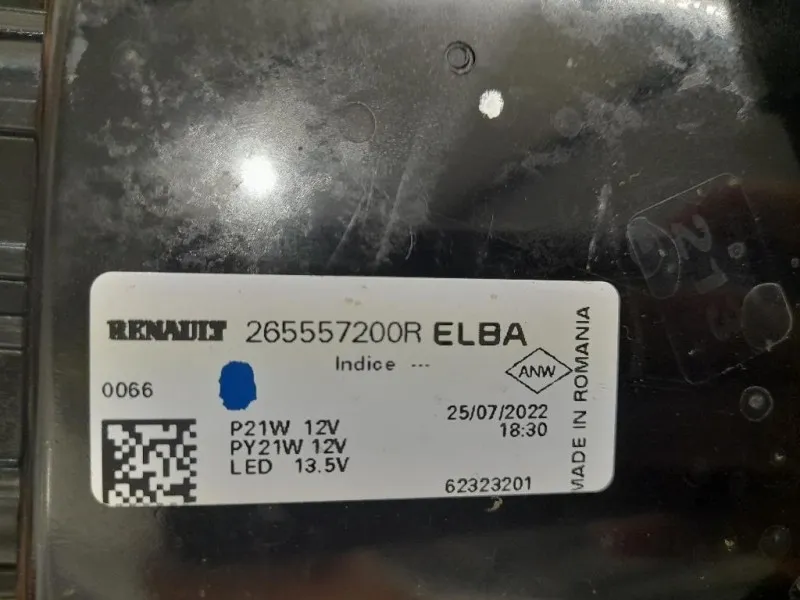 RENAULT 265557200R ELBA
Indice ---
ANW
0066
P21W 12V
PY21W 12V
LED 13.5V
25/07/2022
18:30
62323201
MADE IN ROMANIA